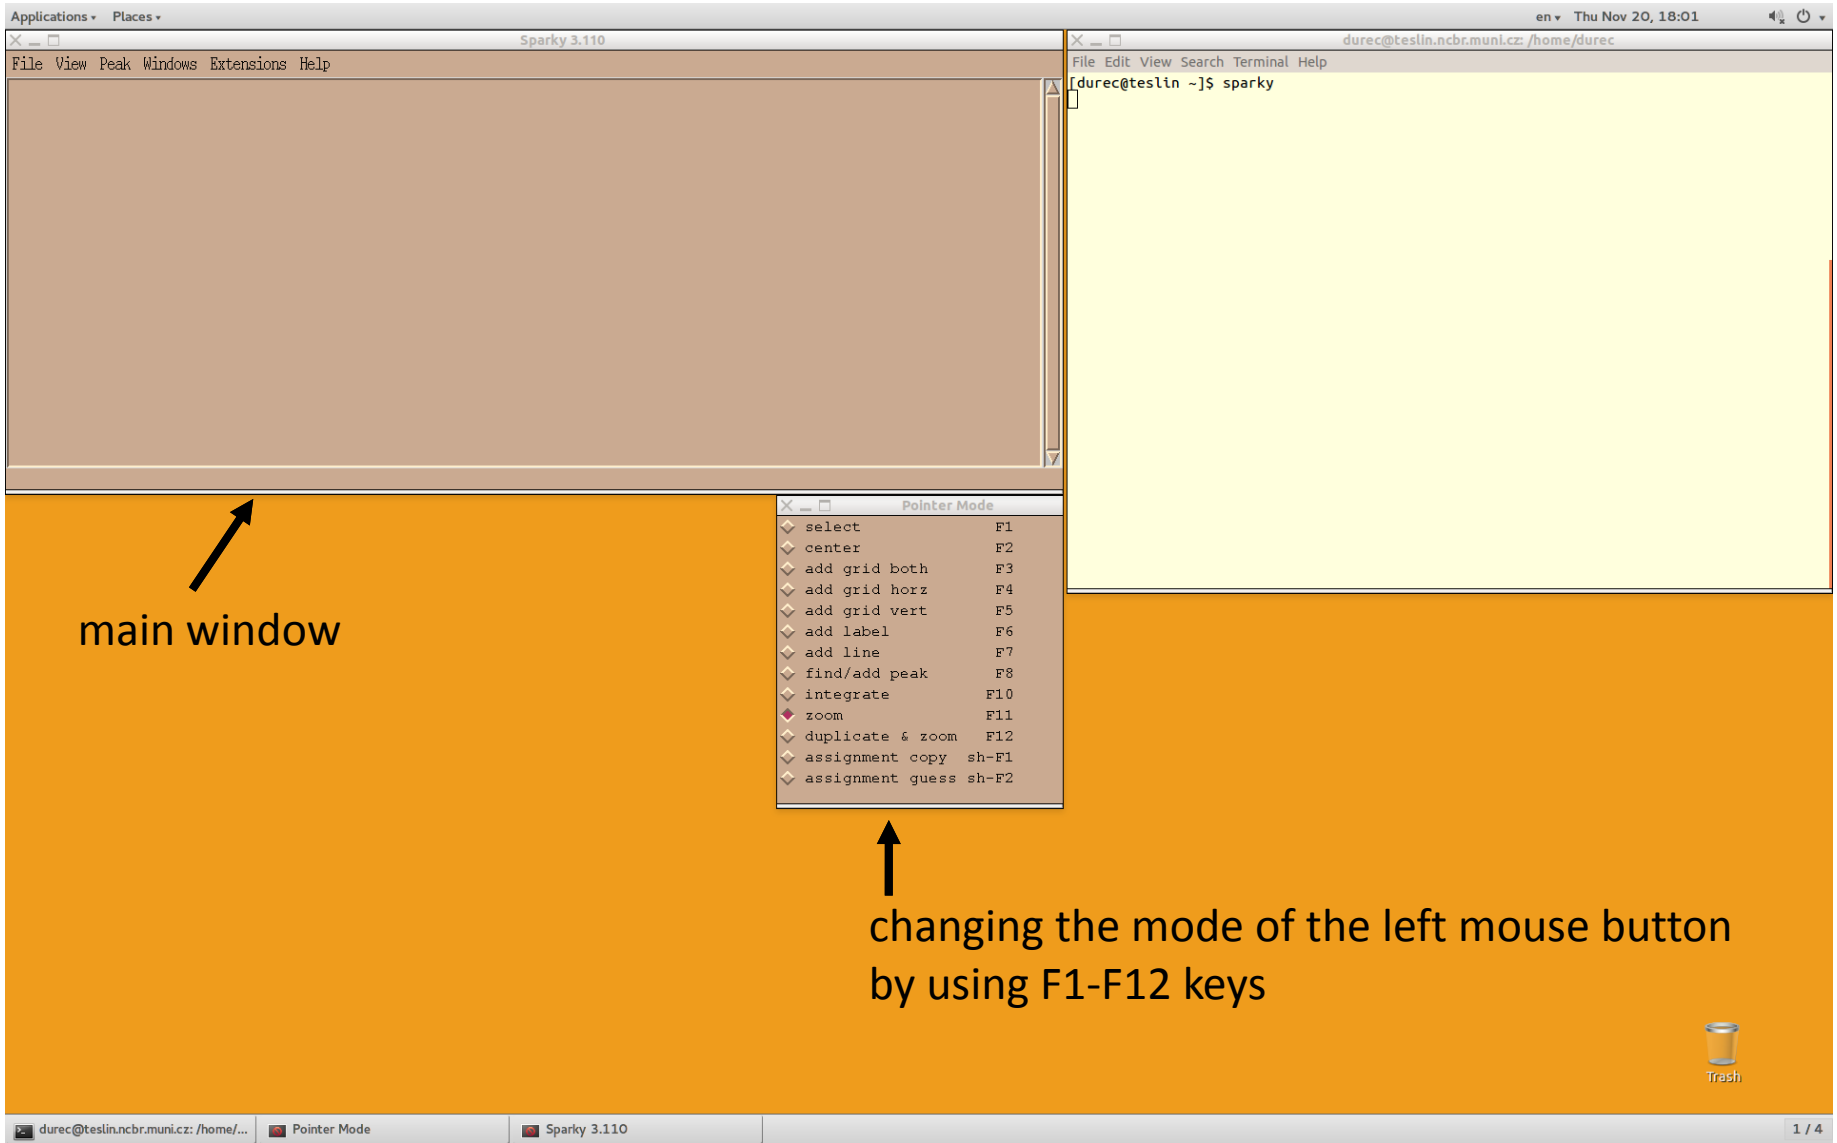 Applications Places en Thu Nov 20, 18:01
Sparky 3.110
File View Peak Windows Extensions Help
durec@teslin.ncbr.muni.cz: /home/durec
File Edit View Search Terminal Help
[durec@teslin ~]$ sparky
main window
Pointer Mode
select F1
center F2
add grid both F3
add grid horz F4
add grid vert F5
add label F6
add line F7
find/add peak F8
integrate F10
zoom F11
duplicate & zoom F12
assignment copy sh-F1
assignment guess sh-F2
changing the mode of the left mouse button
by using F1-F12 keys
Trash
durec@teslin.ncbr.muni.cz: /home/... Pointer Mode Sparky 3.110 1 / 4